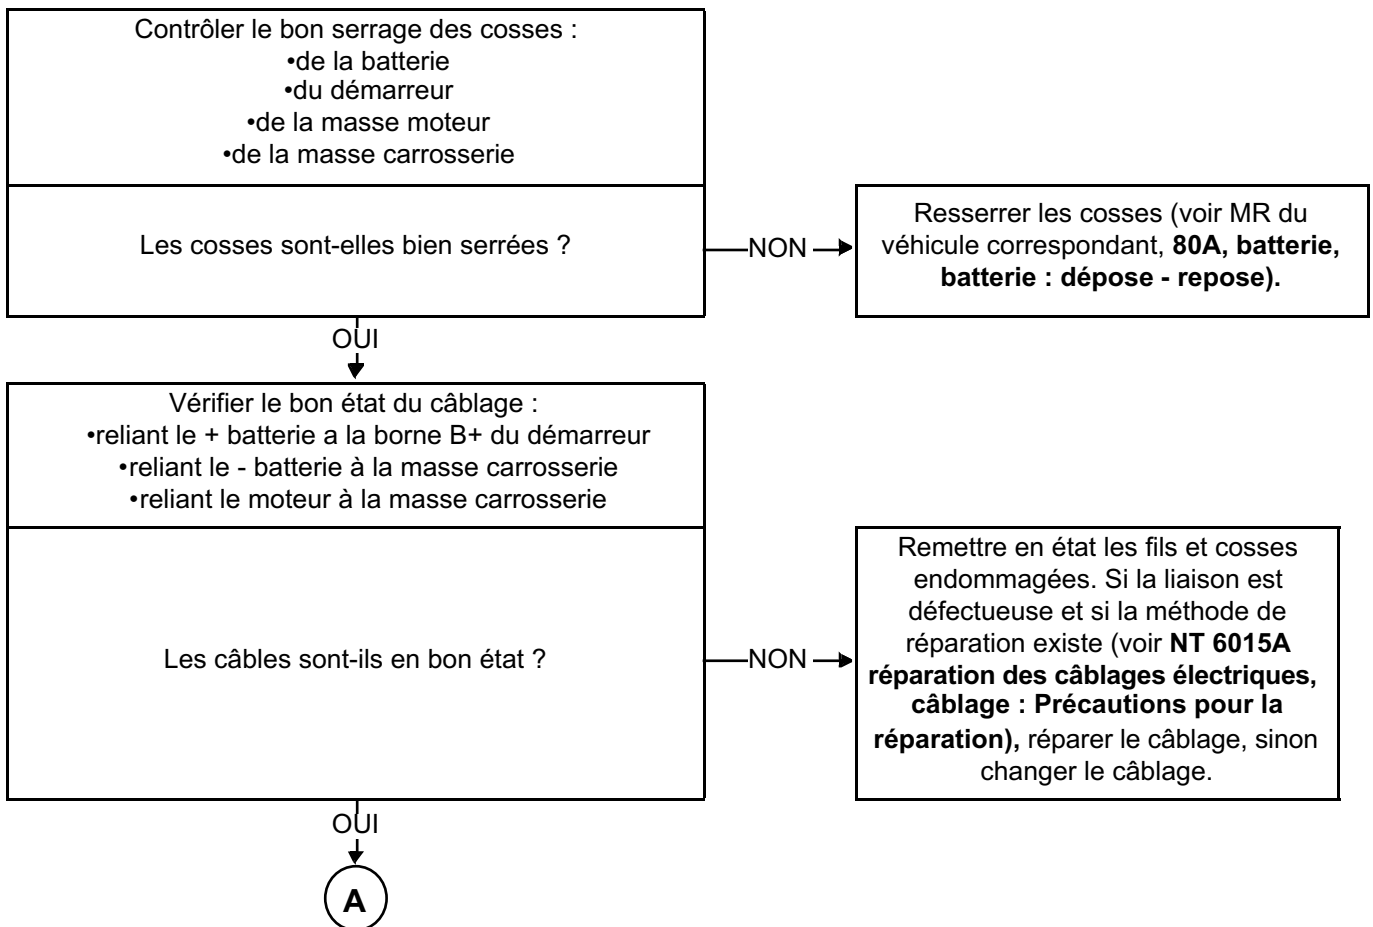 Contrôler le bon serrage des cosses :
•de la batterie
•du démarreur
•de la masse moteur
•de la masse carrosserie
Les cosses sont-elles bien serrées ?
NON
Resserrer les cosses (voir MR du
véhicule correspondant, 80A, batterie,
batterie : dépose - repose).
OUI
Vérifier le bon état du câblage :
•reliant le + batterie a la borne B+ du démarreur
•reliant le - batterie à la masse carrosserie
•reliant le moteur à la masse carrosserie
Les câbles sont-ils en bon état ?
NON
Remettre en état les fils et cosses
endommagées. Si la liaison est
défectueuse et si la méthode de
réparation existe (voir NT 6015A
réparation des câblages électriques,
câblage : Précautions pour la
réparation), réparer le câblage, sinon
changer le câblage.
OUI
A